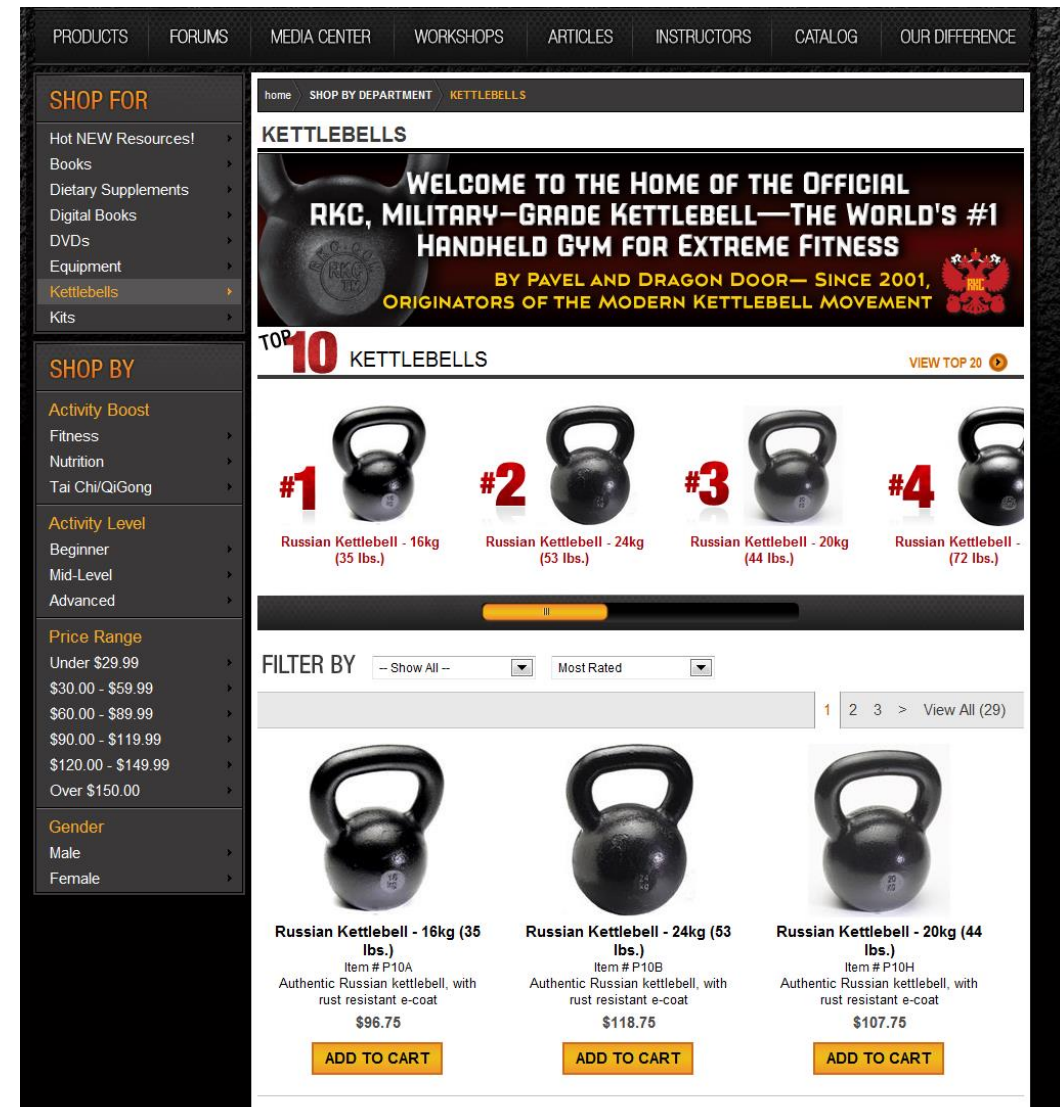 PRODUCTS FORUMS MEDIA CENTER WORKSHOPS ARTICLES INSTRUCTORS CATALOG OUR DIFFERENCE
SHOP FOR
Hot NEW Resources!
Books
Dietary Supplements
Digital Books
DVDs
Equipment
Kettlebells
Kits
SHOP BY
Activity Boost
Fitness
Nutrition
Tai Chi/QiGong
Activity Level
Beginner
Mid-Level
Advanced
Price Range
Under $29.99
$30.00 - $59.99
$60.00 - $89.99
$90.00 - $119.99
$120.00 - $149.99
Over $150.00
Gender
Male
Female
home SHOP BY DEPARTMENT KETTLEBELLS
KETTLEBELLS
WELCOME TO THE HOME OF THE OFFICIAL
RKC, MILITARY-GRADE KETTLEBELL—THE WORLD'S #1
HANDHELD GYM FOR EXTREME FITNESS
BY PAVEL AND DRAGON DOOR— SINCE 2001,
ORIGINATORS OF THE MODERN KETTLEBELL MOVEMENT
RKC
RKC
TOP 10 KETTLEBELLS
VIEW TOP 20
#1 #2 #3 #4
Russian Kettlebell - 16kg Russian Kettlebell - 24kg Russian Kettlebell - 20kg Russian Kettlebell -
(35 lbs.) (53 lbs.) (44 lbs.) (72 lbs.)
FILTER BY -- Show All -- Most Rated
1 2 3 > View All (29)
20
KG
Russian Kettlebell - 16kg (35 Russian Kettlebell - 24kg (53 Russian Kettlebell - 20kg (44
lbs.) lbs.) lbs.)
Item # P10A Item # P10B Item # P10H
Authentic Russian kettlebell, with Authentic Russian kettlebell, with Authentic Russian kettlebell, with
rust resistant e-coat rust resistant e-coat rust resistant e-coat
$96.75 $118.75 $107.75
ADD TO CART ADD TO CART ADD TO CART